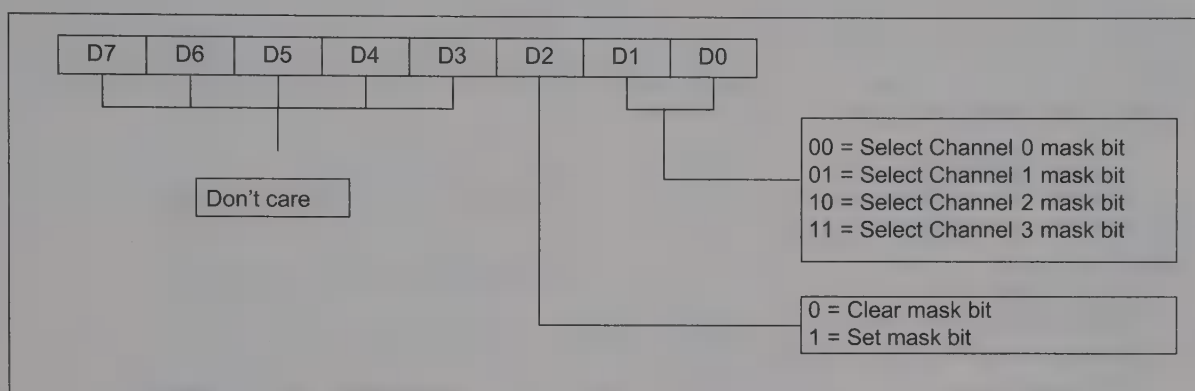 D7 D6 D5 D4 D3 D2 D1 D0
00 = Select Channel 0 mask bit
01 = Select Channel 1 mask bit
10 = Select Channel 2 mask bit
11 = Select Channel 3 mask bit
Don't care
0 = Clear mask bit
1 = Set mask bit